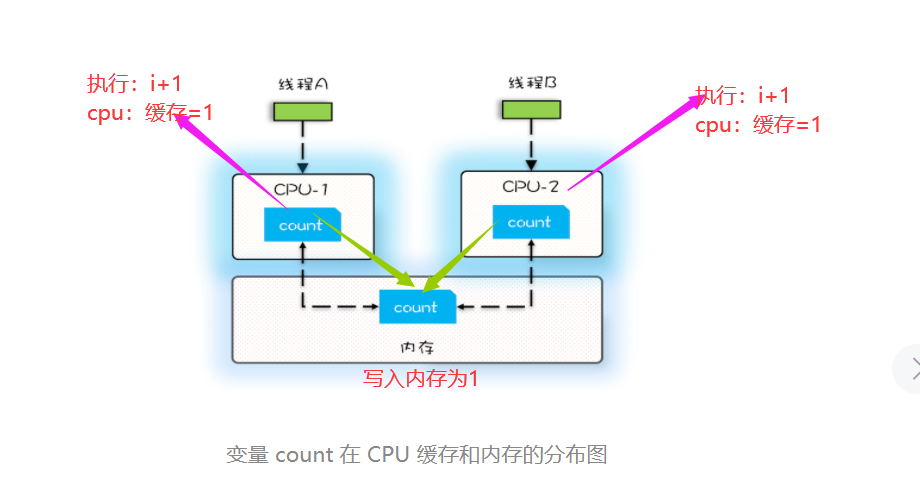 线程A
线程B
执行：i+1
cpu：缓存=1
执行：i+1
cpu：缓存=1
CPU-1
CPU-2
count
count
count
内存
写入内存为1
变量 count 在 CPU 缓存和内存的分布图